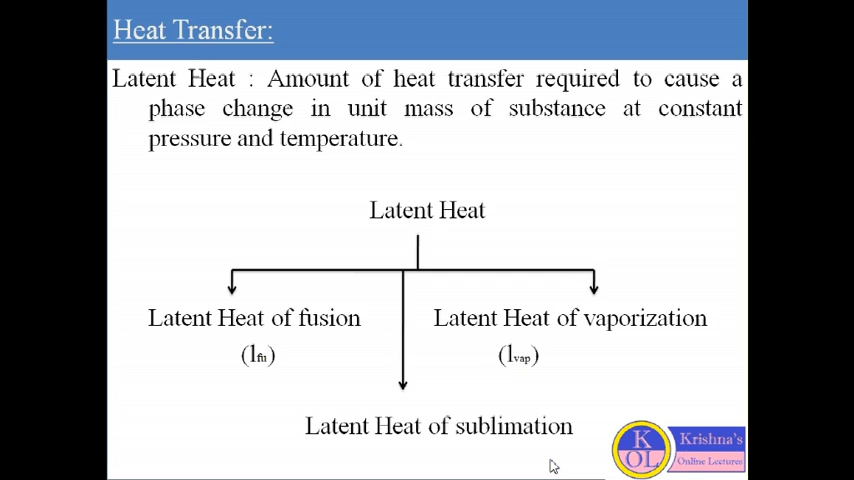 Heat Transfer:
Latent Heat : Amount of heat transfer required to cause a
phase change in unit mass of substance at constant
pressure and temperature.
Latent Heat
Latent Heat of fusion
(lfu)
Latent Heat of vaporization
(lvap)
Latent Heat of sublimation
K
OL
Krishna's
Online Lectures